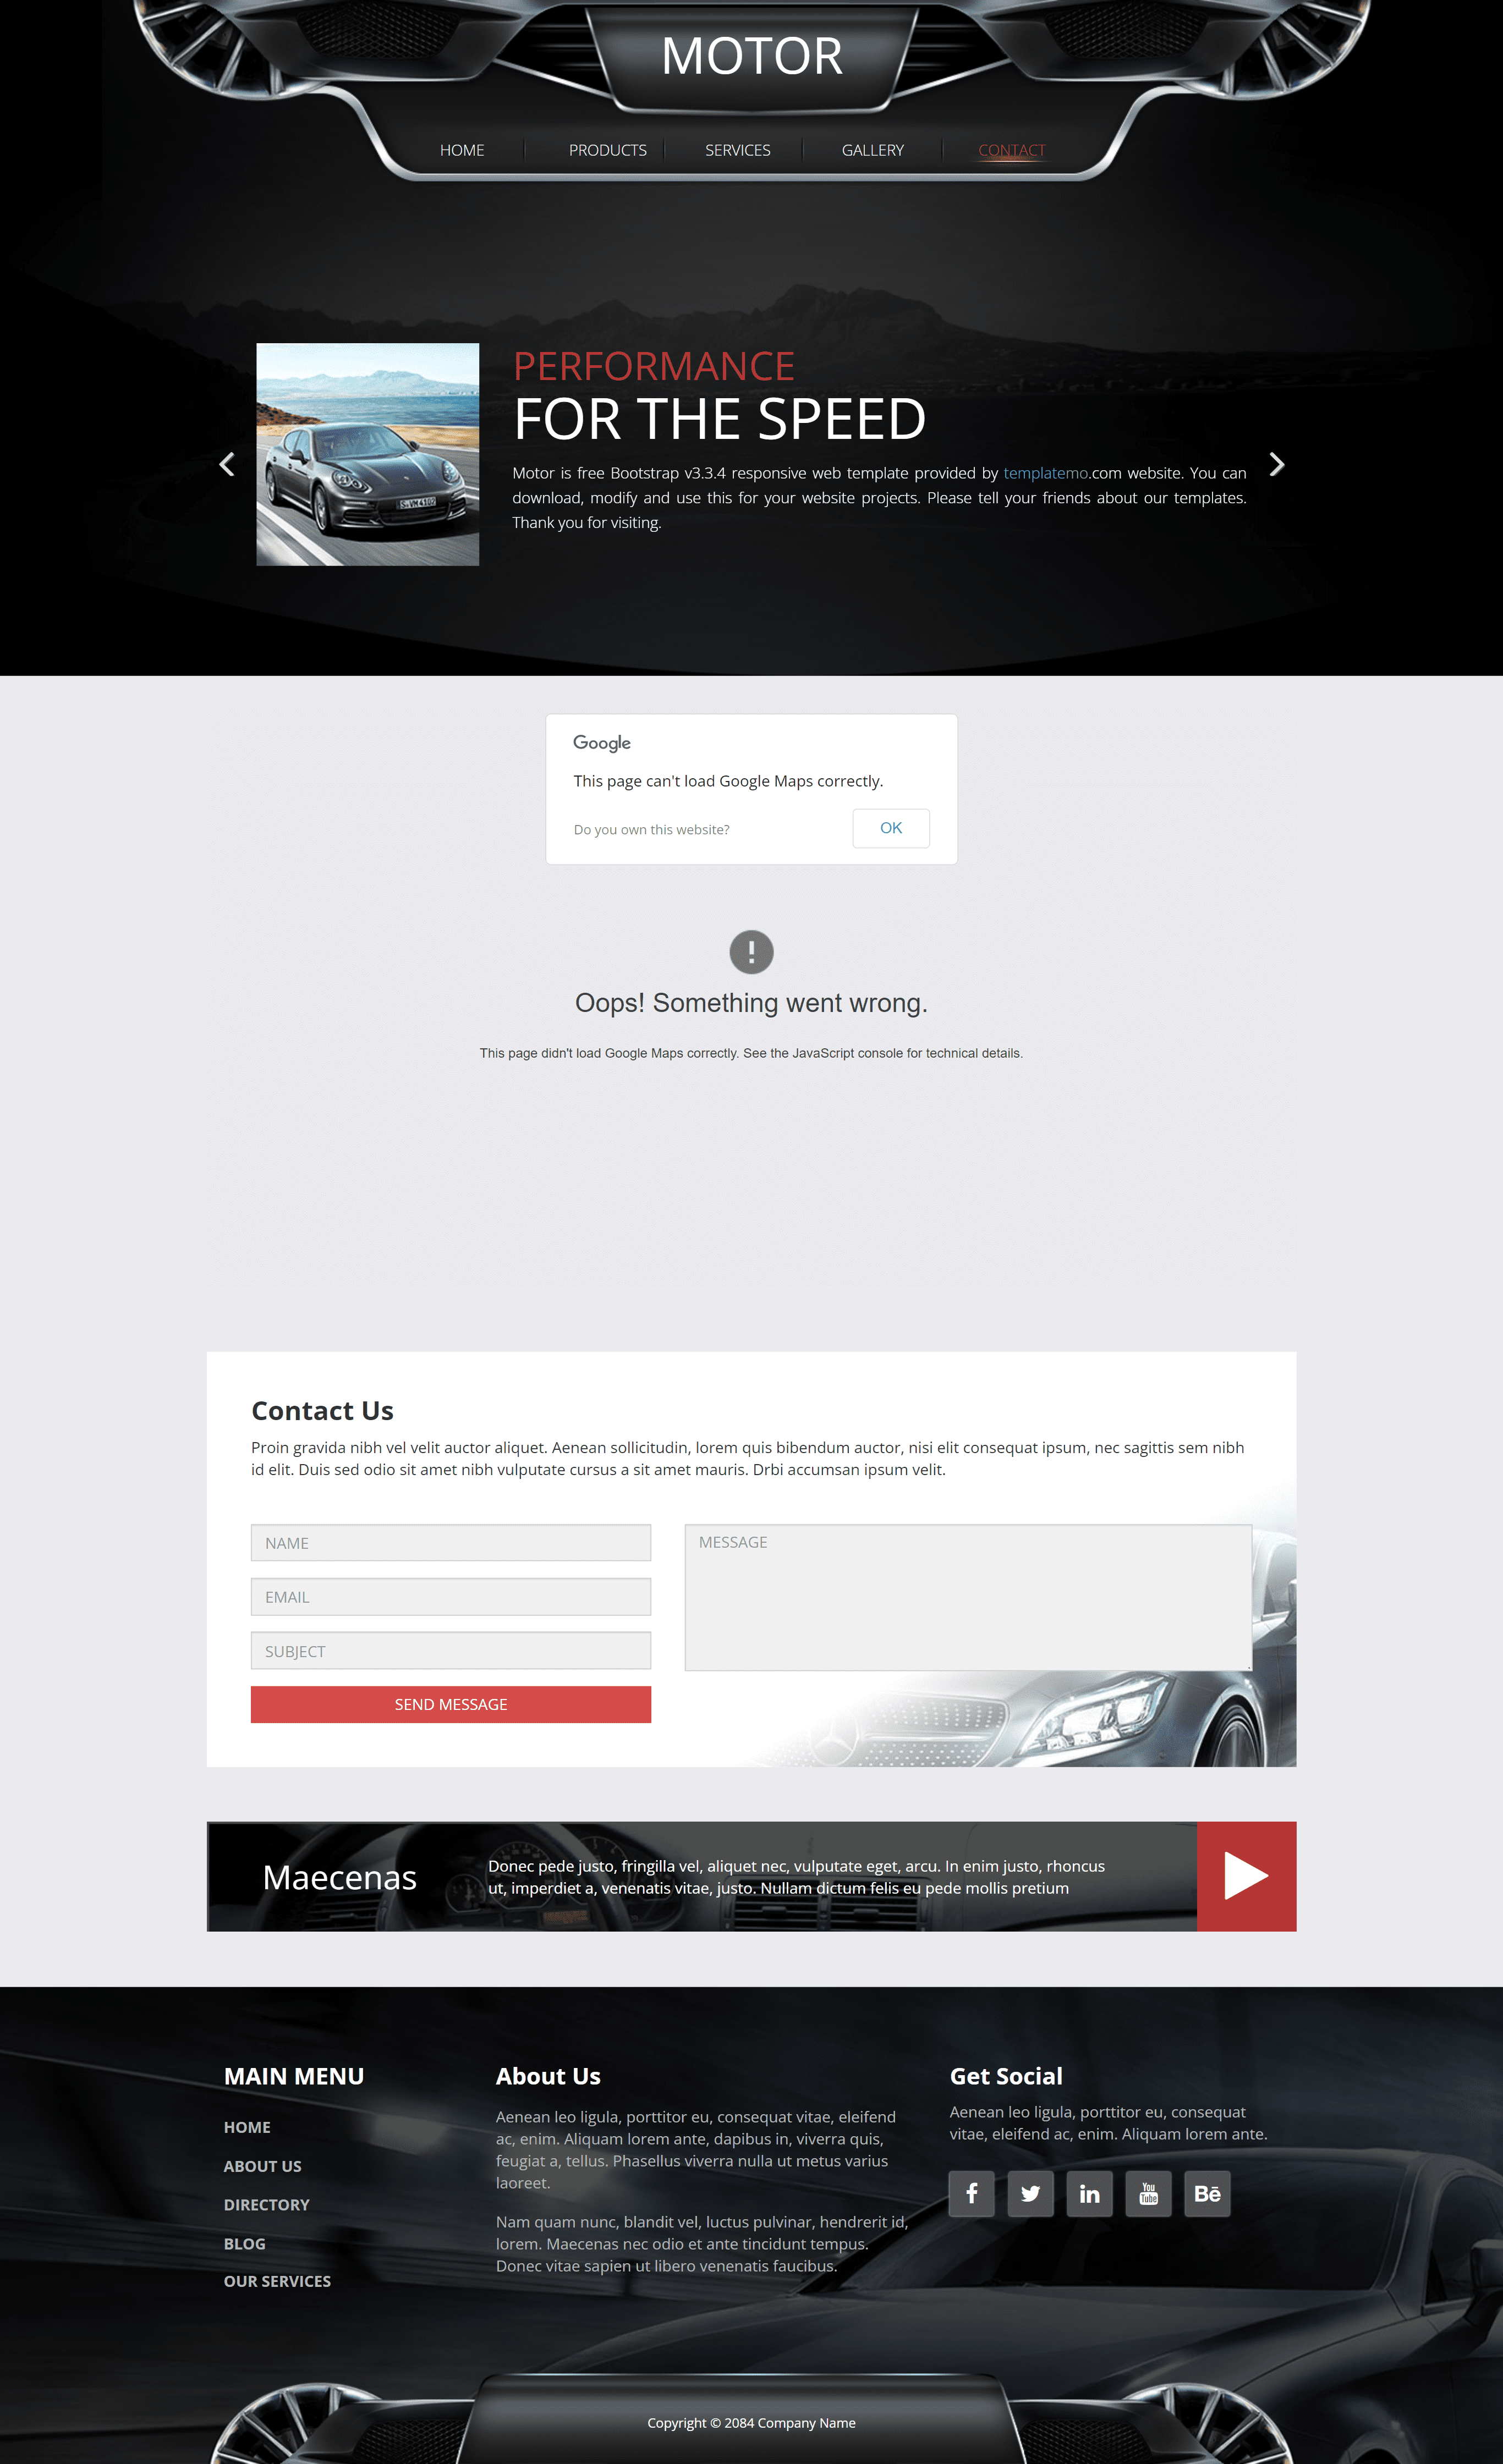 MOTOR
HOME
PRODUCTS
SERVICES
GALLERY
CONTACT
PERFORMANCE
FOR THE SPEED
Motor is free Bootstrap v3.3.4 responsive web template provided by templatemo.com website. You can
download, modify and use this for your website projects. Please tell your friends about our templates.
Thank you for visiting.
Google
This page can't load Google Maps correctly.
Do you own this website?
OK
Oops! Something went wrong.
This page didn't load Google Maps correctly. See the JavaScript console for technical details.
Contact Us
Proin gravida nibh vel velit auctor aliquet. Aenean sollicitudin, lorem quis bibendum auctor, nisi elit consequat ipsum, nec sagittis sem nibh
id elit. Duis sed odio sit amet nibh vulputate cursus a sit amet mauris. Drbi accumsan ipsum velit.
NAME
EMAIL
SUBJECT
SEND MESSAGE
MESSAGE
Maecenas
Donec pede justo, fringilla vel, aliquet nec, vulputate eget, arcu. In enim justo, rhoncus
ut, imperdiet a, venenatis vitae, justo. Nullam dictum felis eu pede mollis pretium
MAIN MENU
HOME
ABOUT US
DIRECTORY
BLOG
OUR SERVICES
About Us
Aenean leo ligula, porttitor eu, consequat vitae, eleifend
ac, enim. Aliquam lorem ante, dapibus in, viverra quis,
feugiat a, tellus. Phasellus viverra nulla ut metus varius
laoreet.
Nam quam nunc, blandit vel, luctus pulvinar, hendrerit id,
lorem. Maecenas nec odio et ante tincidunt tempus.
Donec vitae sapien ut libero venenatis faucibus.
Get Social
Aenean leo ligula, porttitor eu, consequat
vitae, eleifend ac, enim. Aliquam lorem ante.
You
Tube
Bē
Copyright © 2084 Company Name